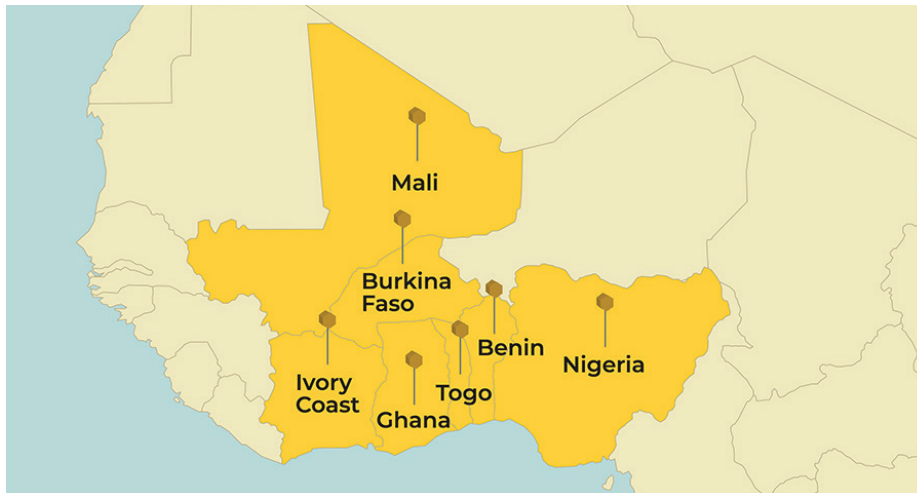 Mali
Burkina
Faso
Benin
Nigeria
Ivory
Coast
Togo
Ghana